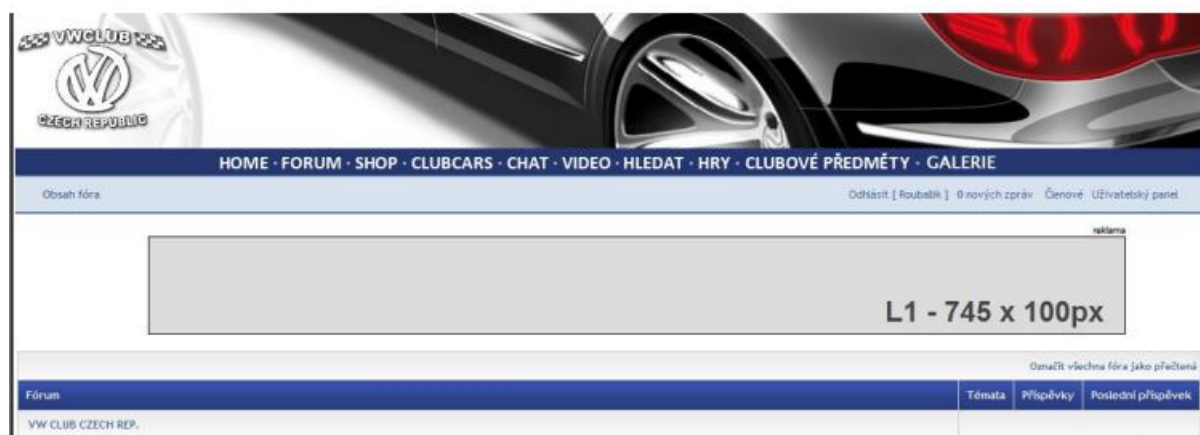 VWCLUB
CZECH REPUBLIC
HOME · FORUM · SHOP · CLUBCARS · CHAT · VIDEO · HLEDAT · HRY · CLUBOVÉ PŘEDMĚTY · GALERIE
Obsah fóra
Odhlásit [ Roubalik ] 0 nových zpráv Členové Uživatelský panel
reklama
L1 - 745 x 100px
Označit všechna fóra jako přečtená
Fórum Témata Příspěvky Poslední příspěvek
VW CLUB CZECH REP.